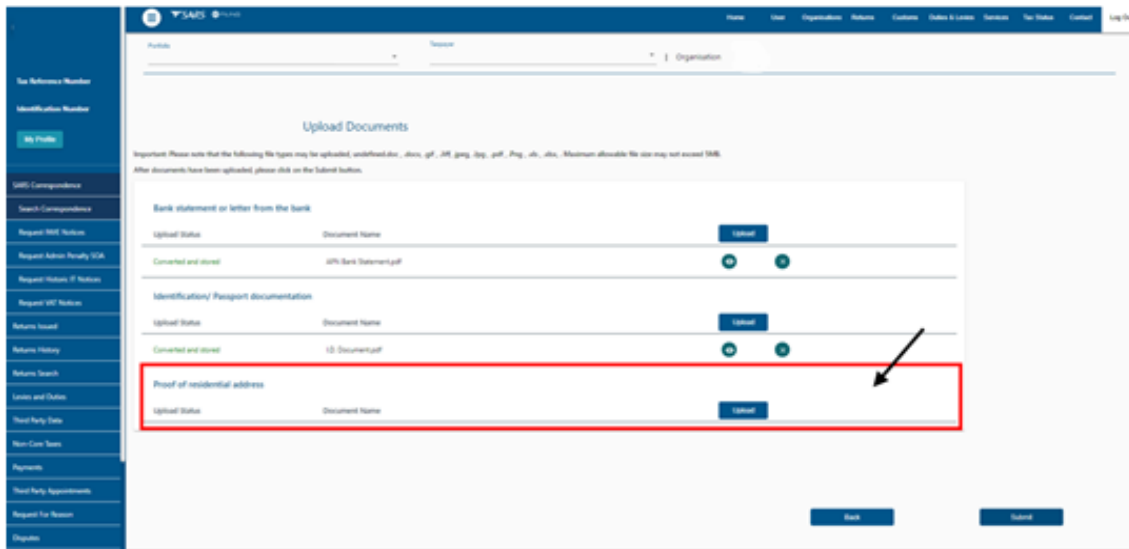 SARS eFILING
Home User Organisations Returns Customs Duties & Levies Services Tax Status Contact Log Ou
Portfolio
Taxpayer
| Organisation
Tax Reference Number
Identification Number
My Profile
SARS Correspondence
Search Correspondence
Request PAYE Notices
Request Admin Penalty SOA
Request Historic IT Notices
Request VAT Notices
Returns Issued
Returns History
Returns Search
Levies and Duties
Third Party Data
Non-Core Taxes
Payments
Third Party Appointments
Request For Reason
Disputes
Upload Documents
Important: Please note that the following file types may be uploaded, undefined.doc , .docx, .gif , .tiff, .jpeg, .jpg , .pdf , .Png , .xls , .xlsx, . Maximum allowable file size may not exceed 5MB.
After documents have been uploaded, please click on the Submit button.
Bank statement or letter from the bank
Upload Status Document Name Upload
Converted and stored Bank Statement.pdf
Identification/ Passport documentation
Upload Status Document Name Upload
Converted and stored I.D. Document.pdf
Proof of residential address
Upload Status Document Name Upload
Back Submit